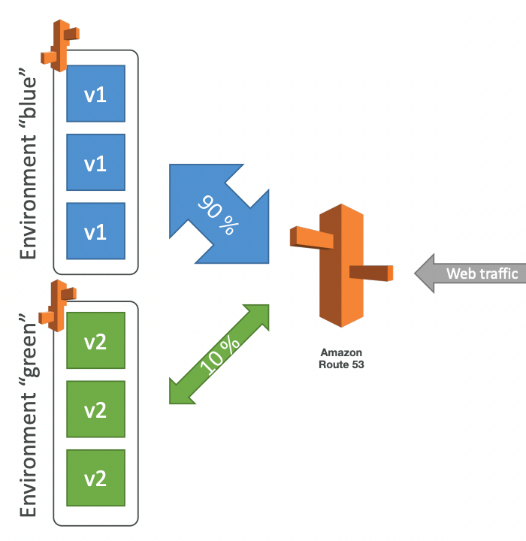 Environment “blue”
v1
v1
v1
90 %
Web traffic
Amazon
Route 53
Environment “green”
v2
v2
v2
10 %